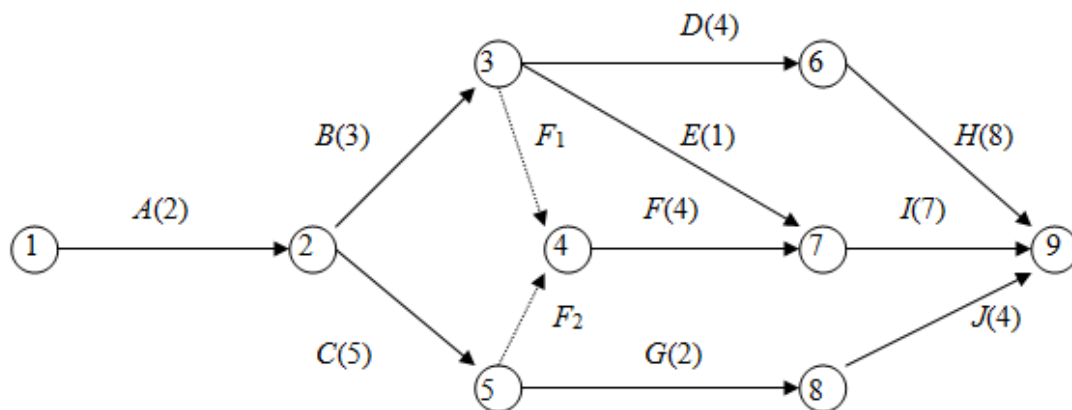 D(4)
3
6
B(3)
F1
E(1)
H(8)
A(2)
F(4)
I(7)
1
2
4
7
9
F2
J(4)
C(5)
G(2)
5
8